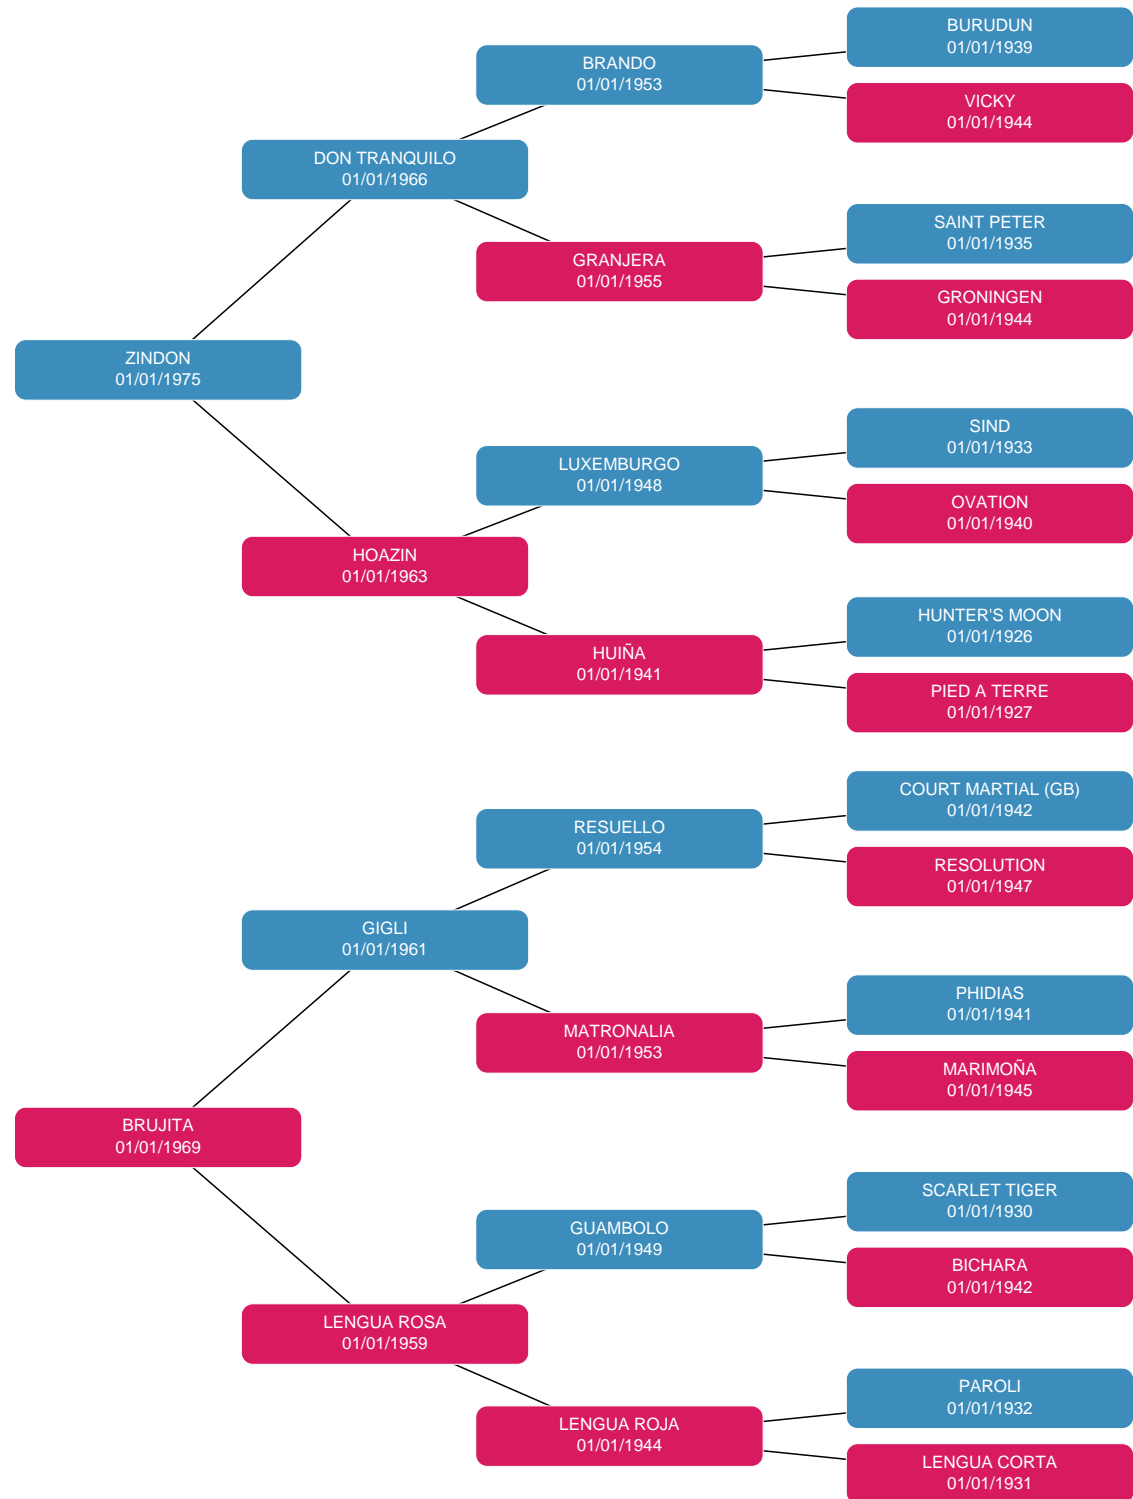 BURUDUN
01/01/1939
BRANDO
01/01/1953
VICKY
01/01/1944
DON TRANQUILO
01/01/1966
SAINT PETER
01/01/1935
GRANJERA
01/01/1955
GRONINGEN
01/01/1944
ZINDON
01/01/1975
SIND
01/01/1933
LUXEMBURGO
01/01/1948
OVATION
01/01/1940
HOAZIN
01/01/1963
HUNTER'S MOON
01/01/1926
HUIÑA
01/01/1941
PIED A TERRE
01/01/1927
COURT MARTIAL (GB)
01/01/1942
RESUELLO
01/01/1954
RESOLUTION
01/01/1947
GIGLI
01/01/1961
PHIDIAS
01/01/1941
MATRONALIA
01/01/1953
MARIMOÑA
01/01/1945
BRUJITA
01/01/1969
SCARLET TIGER
01/01/1930
GUAMBOLO
01/01/1949
BICHARA
01/01/1942
LENGUA ROSA
01/01/1959
PAROLI
01/01/1932
LENGUA ROJA
01/01/1944
LENGUA CORTA
01/01/1931